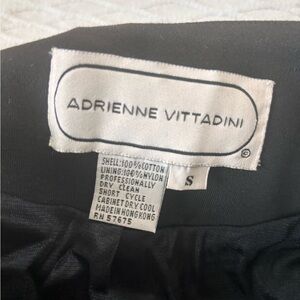 ADRIENNE VITTADINI
©
SHELL:100%COTTON
LINING:100%NYLON
PROFESSIONALLY
DRY CLEAN
SHORT CYCLE
CABINET DRY COOL
MADE IN HONG KONG
RN 57675
S